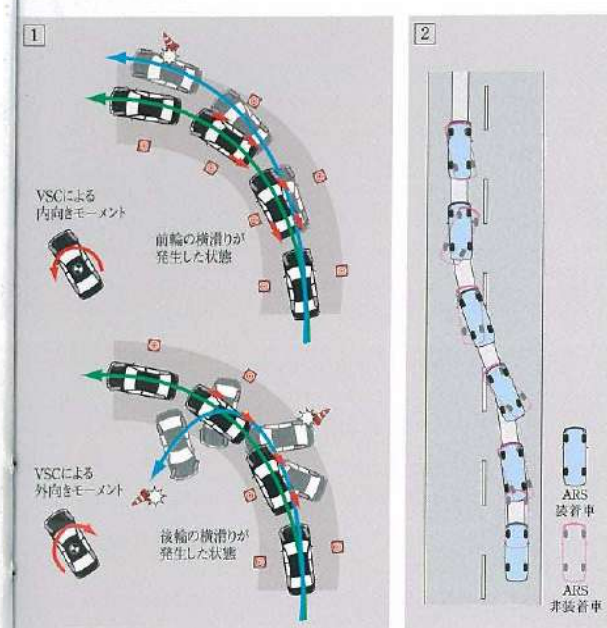 1
VSCによる
内向きモーメント
前輪の横滑りが
発生した状態
VSCによる
外向きモーメント
後輪の横滑りが
発生した状態
2
ARS
装着車
ARS
非装着車